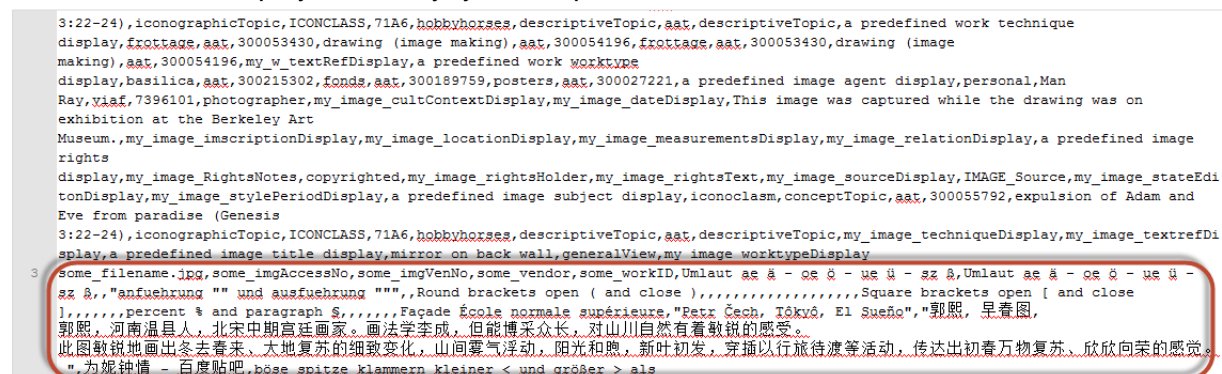 3:22-24),iconographicTopic,ICONCLASS,71A6,hobbyhorses,descriptiveTopic,aat,descriptiveTopic,a predefined work technique
display,frottage,aat,300053430,drawing (image making),aat,300054196,frottage,aat,300053430,drawing (image
making),aat,300054196,my_w_textRefDisplay,a predefined work worktype
display,basilica,aat,300215302,fonds,aat,300189759,posters,aat,300027221,a predefined image agent display,personal,Man
Ray,viaf,7396101,photographer,my_image_cultContextDisplay,my_image_dateDisplay,This image was captured while the drawing was on
exhibition at the Berkeley Art
Museum.,my_image_imscriptionDisplay,my_image_locationDisplay,my_image_measurementsDisplay,my_image_relationDisplay,a predefined image
rights
display,my_image_RightsNotes,copyrighted,my_image_rightsHolder,my_image_rightsText,my_image_sourceDisplay,IMAGE_Source,my_image_stateEdi
tonDisplay,my_image_stylePeriodDisplay,a predefined image subject display,iconoclasm,conceptTopic,aat,300055792,expulsion of Adam and
Eve from paradise (Genesis
3:22-24),iconographicTopic,ICONCLASS,71A6,hobbyhorses,descriptiveTopic,aat,descriptiveTopic,my_image_techniqueDisplay,my_image_textrefDi
splay,a predefined image title display,mirror on back wall,generalView,my image worktypeDisplay
3 some_filename.jpg,some_imgAccessNo,some_imgVenNo,some_vendor,some_workID,Umlaut ae ä - oe ö - ue ü - sz ß,Umlaut ae ä - oe ö - ue ü -
sz ß,,"anfuehrung "" und ausfuehrung """,,Round brackets open ( and close ),,,,,,,,,,,,,,,,,,Square brackets open [ and close
],,,,,,percent % and paragraph §,,,,,,Façade École normale supérieure,"Petr Čech, Tôkyô, El Sueño","郭熙, 早春图,
郭熙，河南温县人，北宋中期宫廷画家。画法学李成，但能博采众长，对山川自然有着敏锐的感受。
此图敏锐地画出冬去春来、大地复苏的细致变化，山间雾气浮动，阳光和煦，新叶初发，穿插以行旅待渡等活动，传达出初春万物复苏、欣欣向荣的感觉。
",为妮钟情 - 百度贴吧,böse spitze klammern kleiner < und größer > als